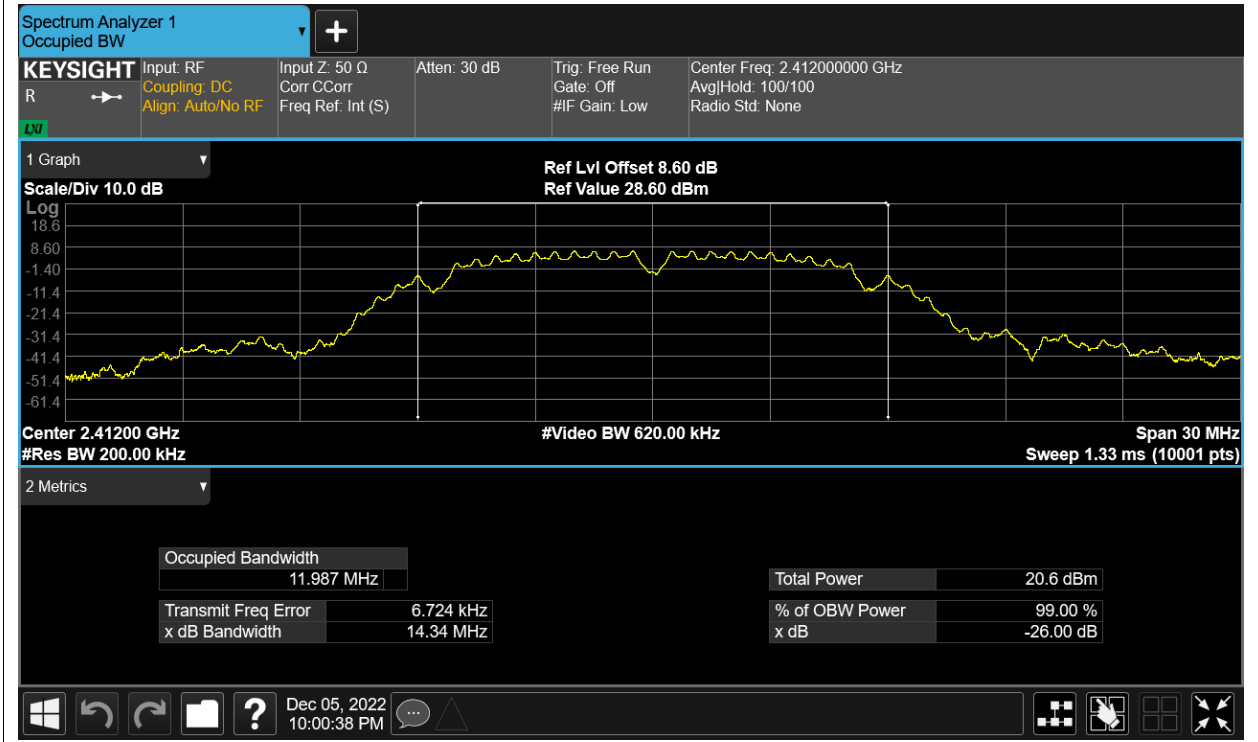 Spectrum Analyzer 1
Occupied BW
+
KEYSIGHT Input: RF Input Z: 50 Ω Atten: 30 dB Trig: Free Run Center Freq: 2.412000000 GHz
R Coupling: DC Corr CCorr Gate: Off Avg|Hold: 100/100
Align: Auto/No RF Freq Ref: Int (S) #IF Gain: Low Radio Std: None
LXI
1 Graph
Ref Lvl Offset 8.60 dB
Scale/Div 10.0 dB Ref Value 28.60 dBm
Log
18.6
8.60
-1.40
-11.4
-21.4
-31.4
-41.4
-51.4
-61.4
Center 2.41200 GHz #Video BW 620.00 kHz Span 30 MHz
#Res BW 200.00 kHz Sweep 1.33 ms (10001 pts)
2 Metrics
Occupied Bandwidth
11.987 MHz Total Power 20.6 dBm
Transmit Freq Error 6.724 kHz % of OBW Power 99.00 %
x dB Bandwidth 14.34 MHz x dB -26.00 dB
? Dec 05, 2022
10:00:38 PM